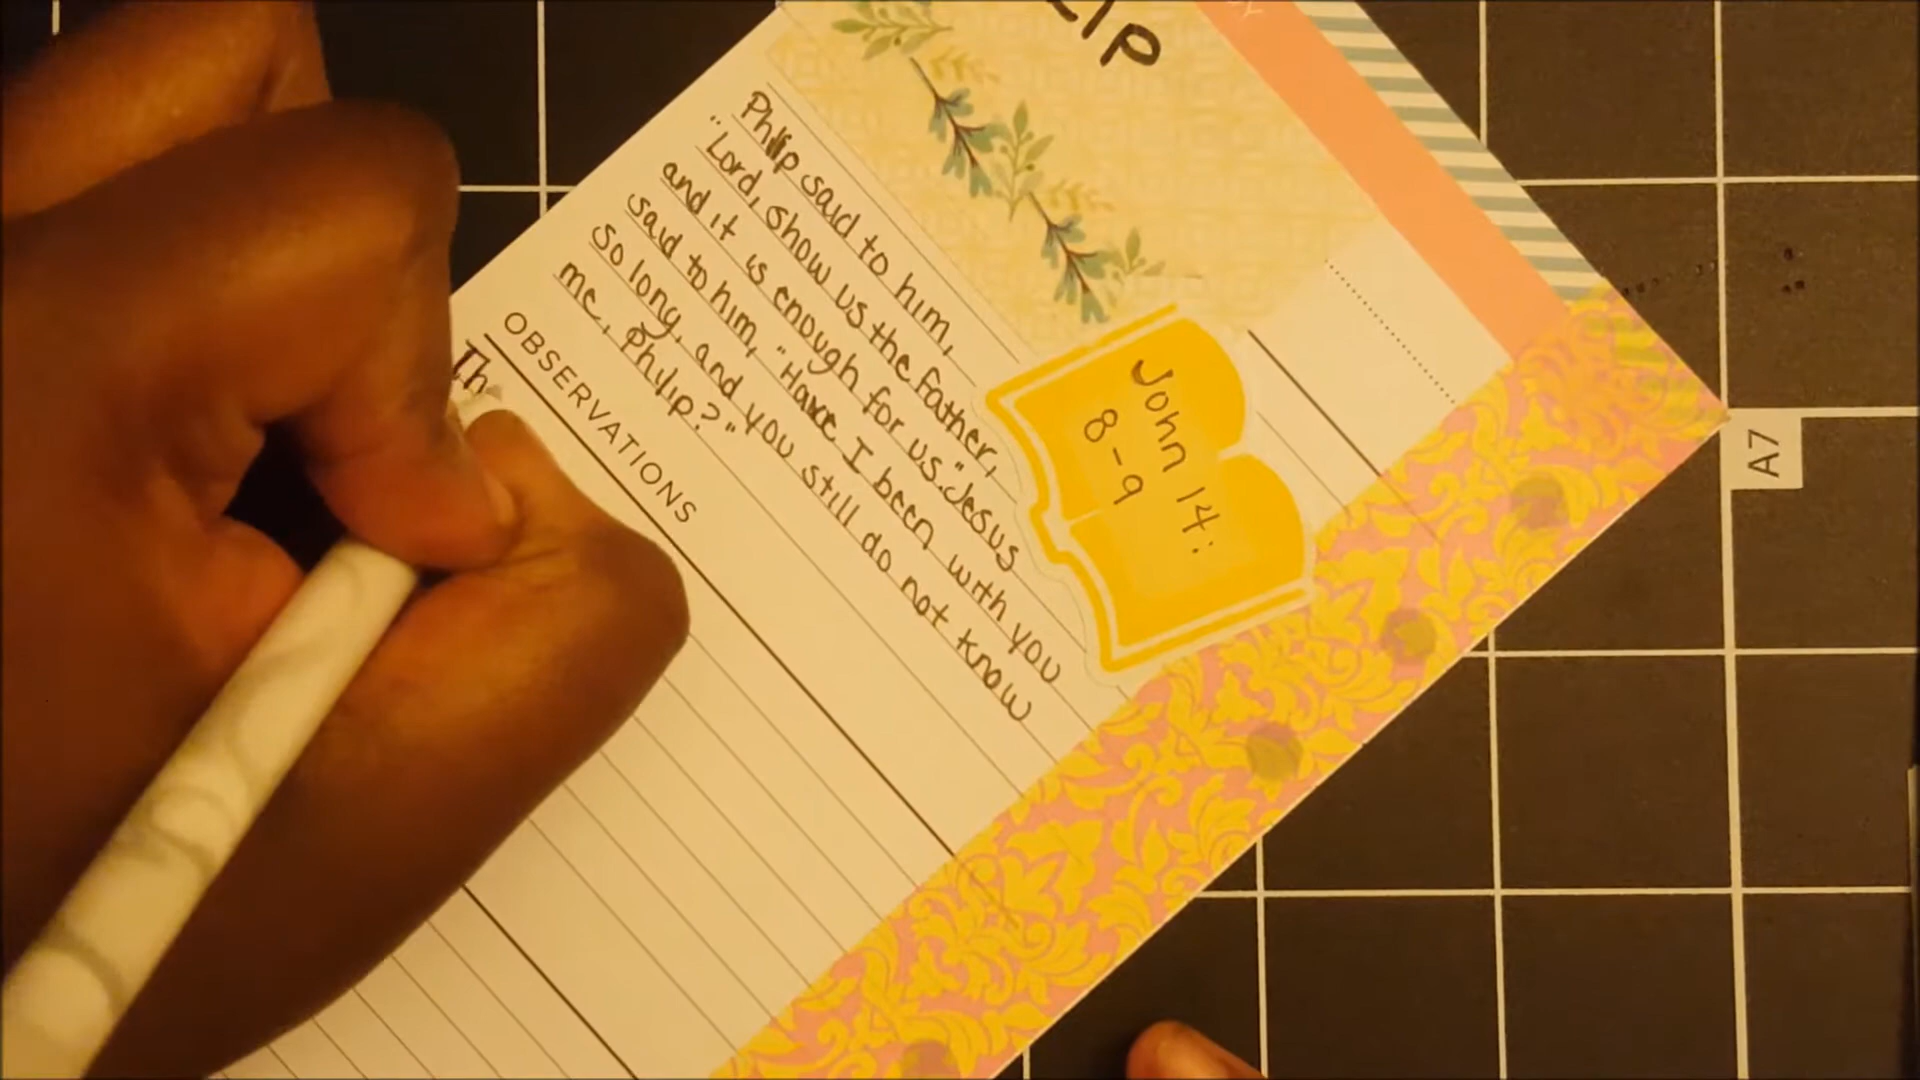 Philip said to him,
"Lord, show us the Father,
and it is enough for us." Jesus
said to him, "Have I been with you
so long, and you still do not know
me, Philip?"
John 14:
8-9
OBSERVATIONS
Th
A7